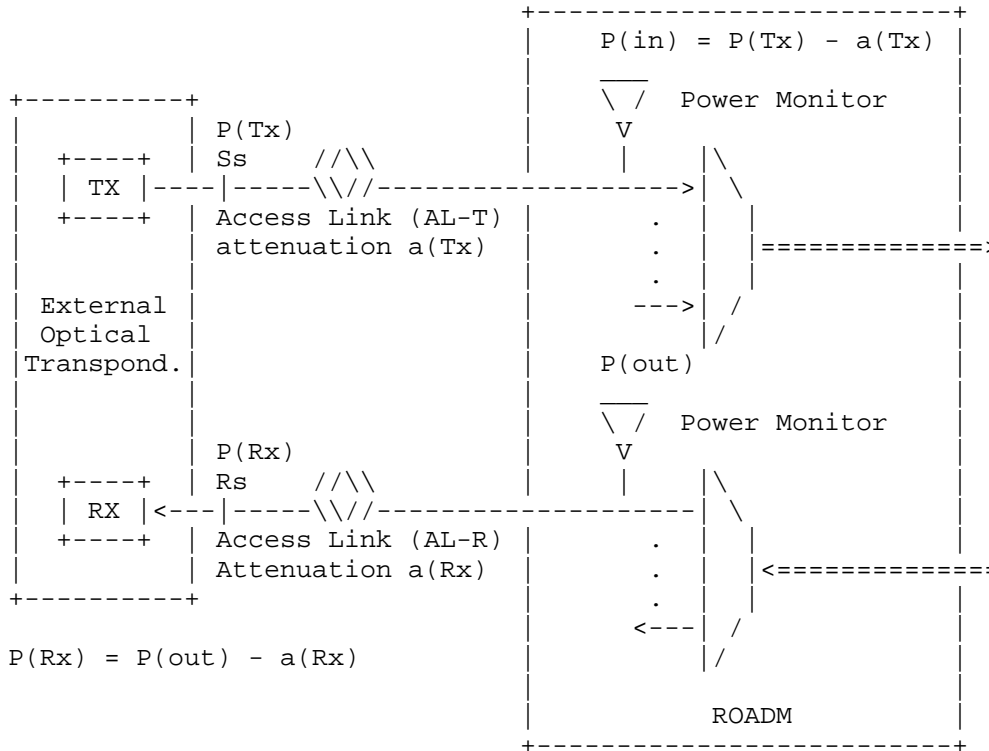 P(in) = P(Tx) - a(Tx)
Power Monitor
P(Tx)
V
Ss
TX
Access Link (AL-T)
attenuation a(Tx)
External
Optical
Transpond.
P(out)
Power Monitor
P(Rx)
V
Rs
RX
Access Link (AL-R)
Attenuation a(Rx)
P(Rx) = P(out) - a(Rx)
ROADM